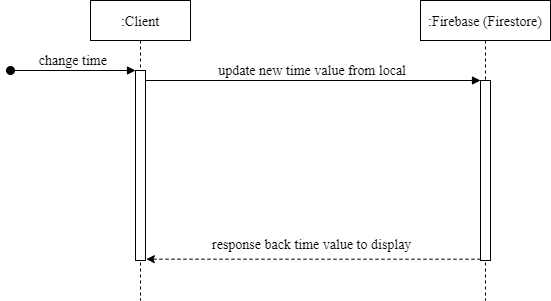 :Client
:Firebase (Firestore)
change time
update new time value from local
response back time value to display